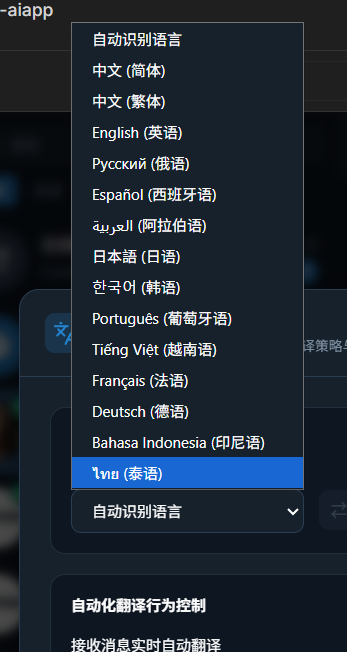 -aiapp
自动识别语言
中文 (简体)
中文 (繁体)
English (英语)
Русский (俄语)
Español (西班牙语)
العربية (阿拉伯语)
日本語 (日语)
한국어 (韩语)
Português (葡萄牙语)
Tiếng Việt (越南语)
译策略与
Français (法语)
Deutsch (德语)
Bahasa Indonesia (印尼语)
ไทย (泰语)
自动识别语言
自动化翻译行为控制
接收消息实时自动翻译